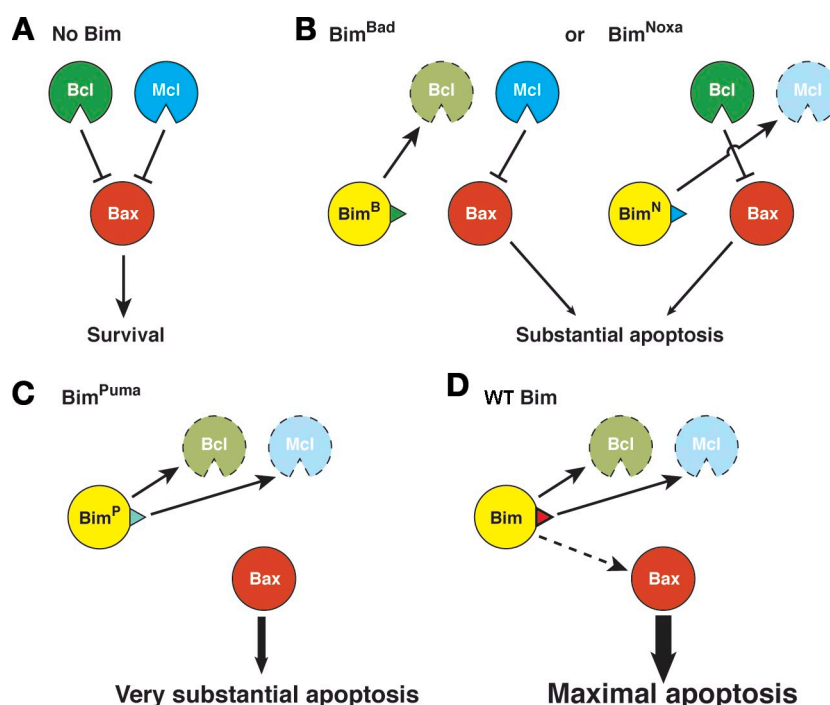 A No Bim
Bcl Mcl
Bax
Survival
B Bim^Bad or Bim^Noxa
Bcl Mcl Bcl Mcl
Bim^B Bax Bim^N Bax
Substantial apoptosis
C Bim^Puma
Bcl Mcl
Bim^P
Bax
Very substantial apoptosis
D WT Bim
Bcl Mcl
Bim
Bax
Maximal apoptosis